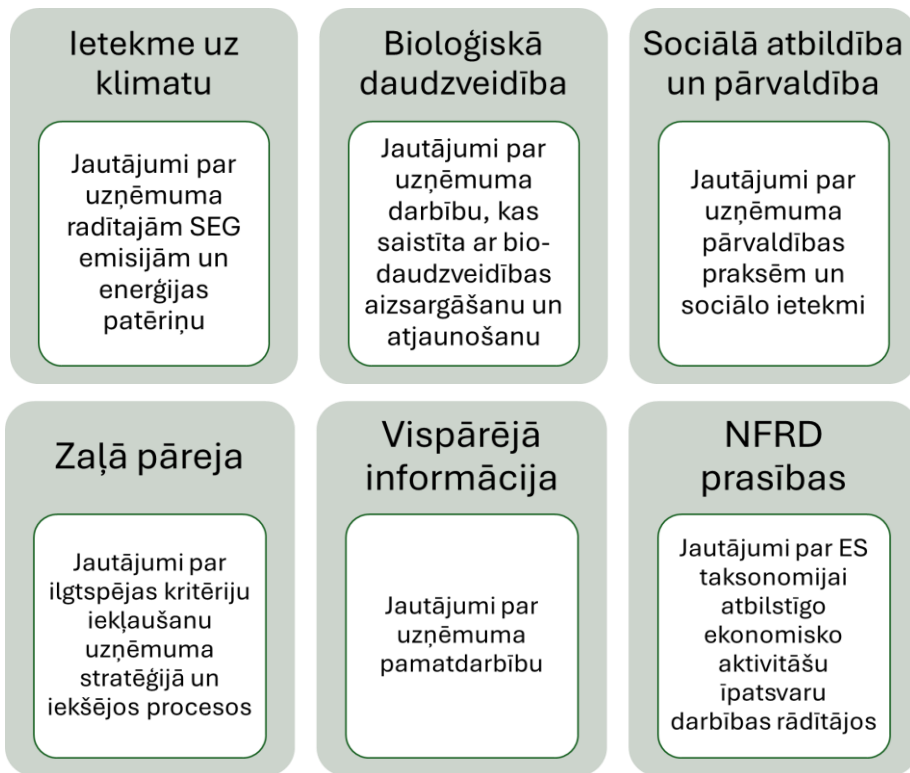 Ietekme uz
klimatu
Jautājumi par
uzņēmuma
radītajām SEG
emisijām un
enerģijas
patēriņu
Bioloģiskā
daudzveidība
Jautājumi par
uzņēmuma
darbību, kas
saistīta ar bio-
daudzveidības
aizsargāšanu un
atjaunošanu
Sociālā atbildība
un pārvaldība
Jautājumi par
uzņēmuma
pārvaldības
praksēm un
sociālo ietekmi
Zaļā pāreja
Jautājumi par
ilgtspējas kritēriju
iekļaušanu
uzņēmuma
stratēģijā un
iekšējos procesos
Vispārējā
informācija
Jautājumi par
uzņēmuma
pamatdarbību
NFRD
prasības
Jautājumi par ES
taksonomijai
atbilstīgo
ekonomisko
aktivitāšu
īpatsvaru
darbības rādītājos